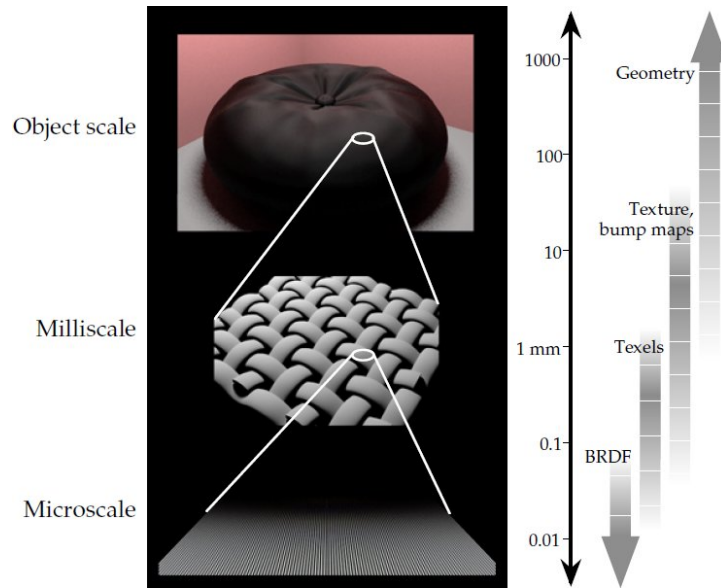 Object scale
Milliscale
Microscale
1000
100
10
1 mm
0.1
0.01
Geometry
Texture,
bump maps
Texels
BRDF